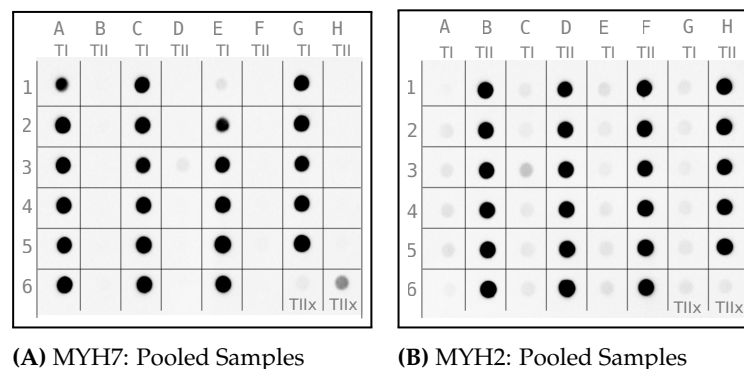 A B C D E F G H
TI TII TI TII TI TII TIIx TII
1
2
3
4
5
6
TIIx TIIx
(A) MYH7: Pooled Samples
A B C D E F G H
TI TII TI TII TI TII TI TII
1
2
3
4
5
6
TIIx TIIx
(B) MYH2: Pooled Samples